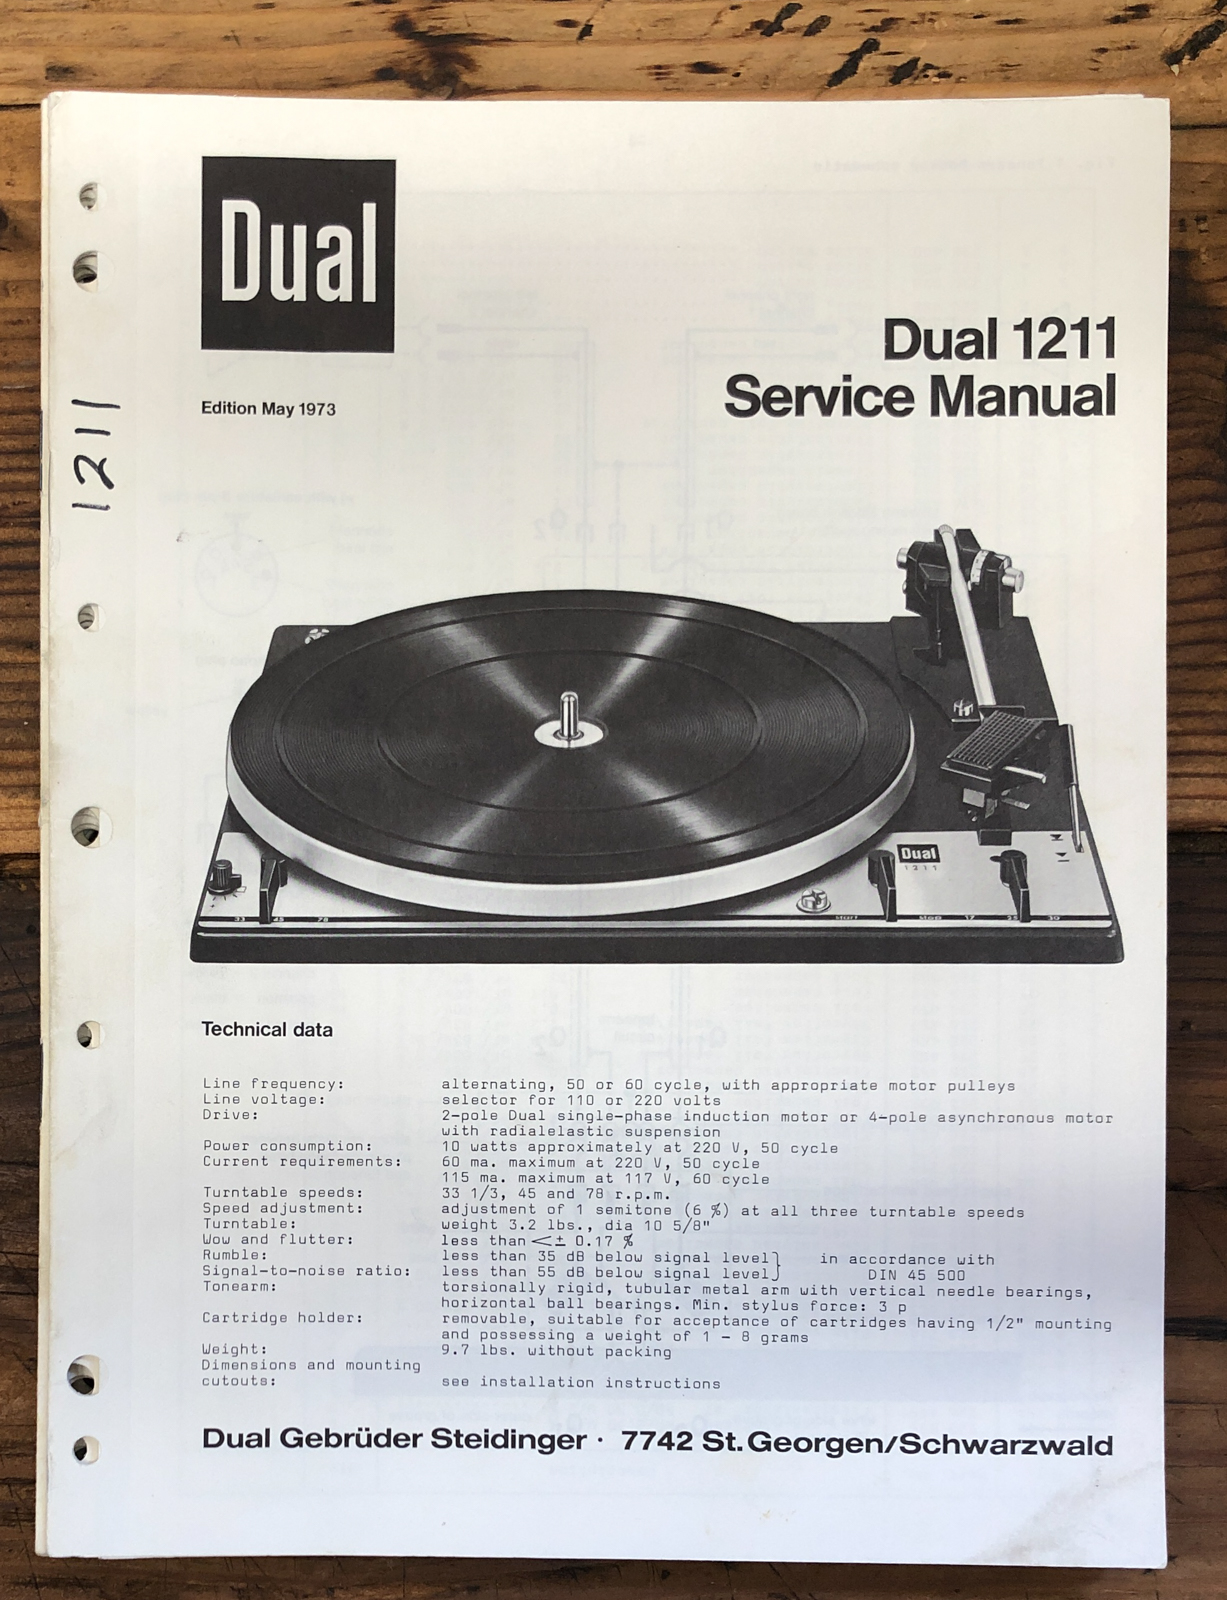 Dual
Dual 1211
Service Manual
Edition May 1973
1211
Dual
1211
33 45 78
start stop 17 25 30
Technical data
Line frequency: alternating, 50 or 60 cycle, with appropriate motor pulleys
Line voltage: selector for 110 or 220 volts
Drive: 2-pole Dual single-phase induction motor or 4-pole asynchronous motor
with radialelastic suspension
Power consumption: 10 watts approximately at 220 V, 50 cycle
Current requirements: 60 ma. maximum at 220 V, 50 cycle
115 ma. maximum at 117 V, 60 cycle
Turntable speeds: 33 1/3, 45 and 78 r.p.m.
Speed adjustment: adjustment of 1 semitone (6 %) at all three turntable speeds
Turntable: weight 3.2 lbs., dia 10 5/8"
Wow and flutter: less than <± 0.17 %
Rumble: less than 35 dB below signal level} in accordance with
Signal-to-noise ratio: less than 55 dB below signal level} DIN 45 500
Tonearm: torsionally rigid, tubular metal arm with vertical needle bearings,
horizontal ball bearings. Min. stylus force: 3 p
Cartridge holder: removable, suitable for acceptance of cartridges having 1/2" mounting
and possessing a weight of 1 - 8 grams
Weight: 9.7 lbs. without packing
Dimensions and mounting
cutouts: see installation instructions
Dual Gebrüder Steidinger · 7742 St. Georgen/Schwarzwald